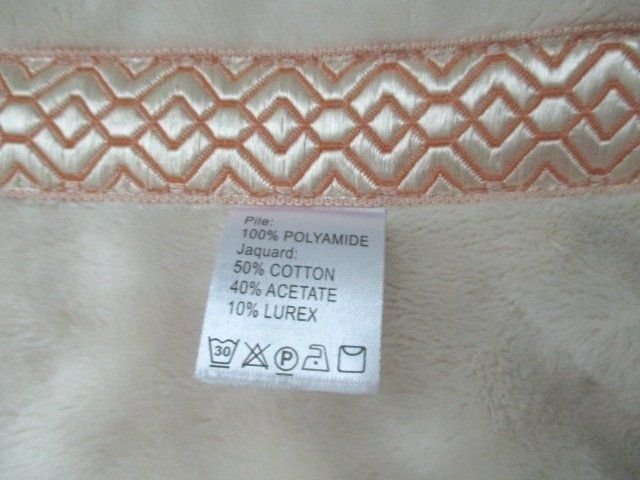 Pile:
100% POLYAMIDE
Jaquard:
50% COTTON
40% ACETATE
10% LUREX
30 P